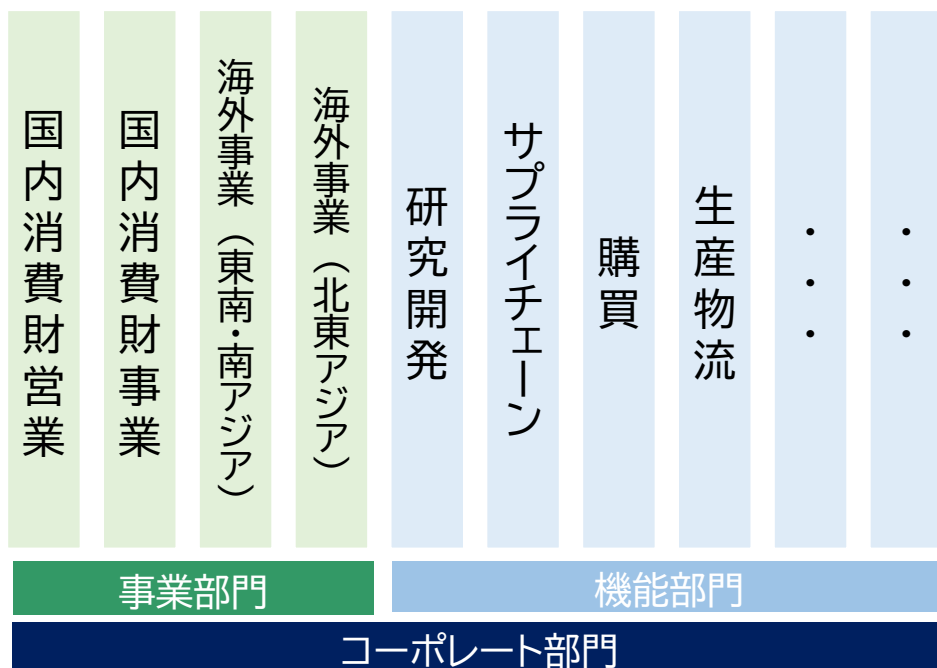 国内消費財営業
国内消費財事業
海外事業（東南・南アジア）
海外事業（北東アジア）
研究開発
サプライチェーン
購買
生産物流
・・・
・・・
事業部門
機能部門
コーポレート部門